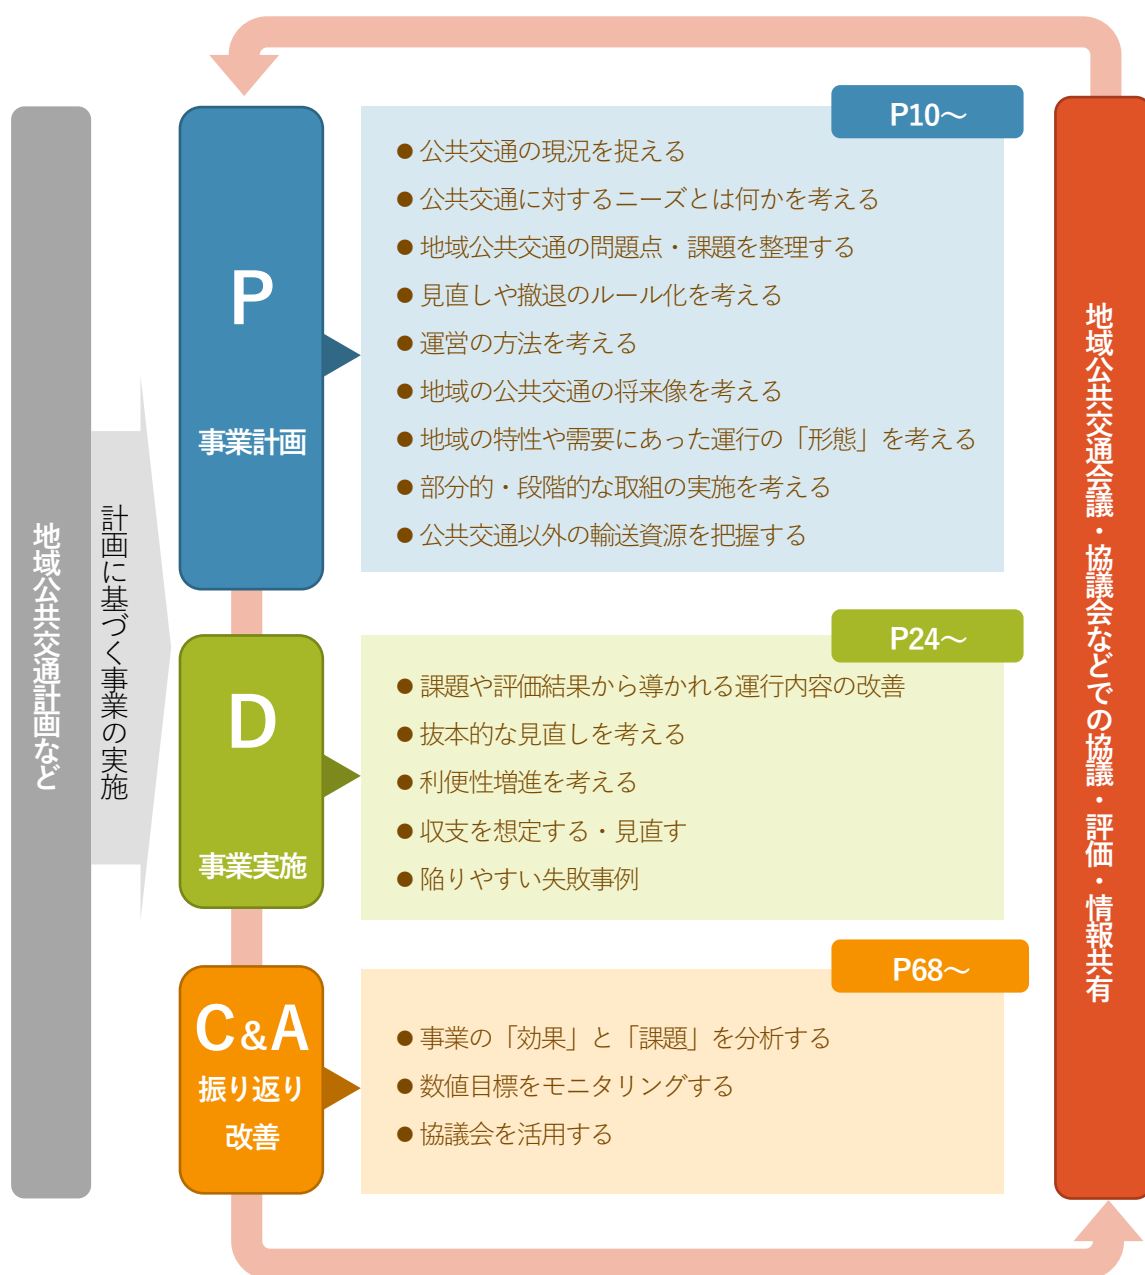 地域公共交通計画など
計画に基づく事業の実施
P
事業計画
P10～
● 公共交通の現況を捉える
● 公共交通に対するニーズとは何かを考える
● 地域公共交通の問題点・課題を整理する
● 見直しや撤退のルール化を考える
● 運営の方法を考える
● 地域の公共交通の将来像を考える
● 地域の特性や需要にあった運行の「形態」を考える
● 部分的・段階的な取組の実施を考える
● 公共交通以外の輸送資源を把握する
D
事業実施
P24～
● 課題や評価結果から導かれる運行内容の改善
● 抜本的な見直しを考える
● 利便性増進を考える
● 収支を想定する・見直す
● 陥りやすい失敗事例
C&A
振り返り
改善
P68～
● 事業の「効果」と「課題」を分析する
● 数値目標をモニタリングする
● 協議会を活用する
地域公共交通会議・協議会などでの協議・評価・情報共有